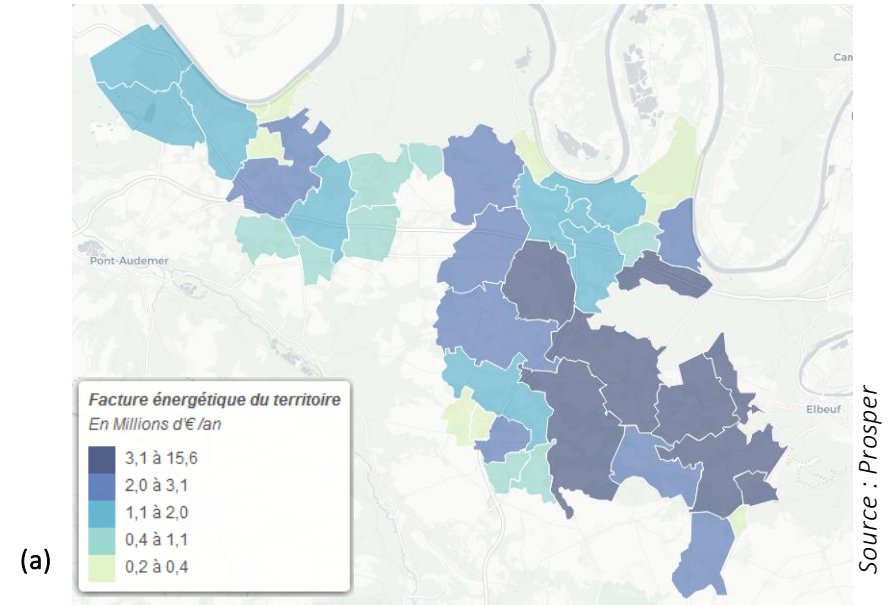 Can
Pont-Audemer
Elbeuf
Facture énergétique du territoire
En Millions d'€ /an
3,1 à 15,6
2,0 à 3,1
1,1 à 2,0
0,4 à 1,1
0,2 à 0,4
(a)
Source : Prosper